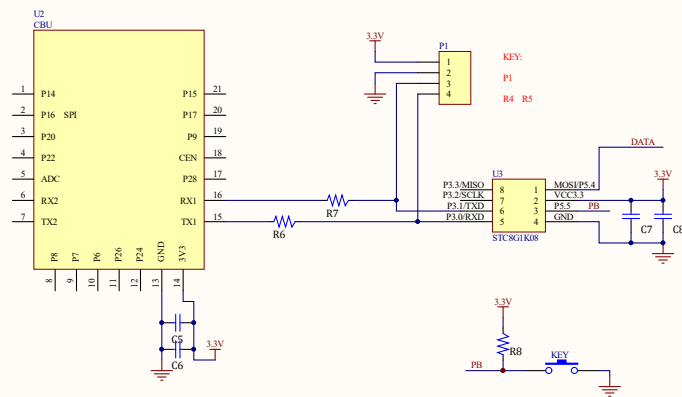 U2
CBU
1 P14 P15 21
2 P16 SPI P17 20
3 P20 P9 19
4 P22 CEN 18
5 ADC P28 17
6 RX2 RX1 16
7 TX2 TX1 15
P8 P7 P6 P26 P24 GND 3V3
8 9 10 11 12 13 14
C5
C6
3.3V
R7
R6
3.3V
P1
1
2
3
4
KEY:
P1
R4 R5
DATA
U3
P3.3/MISO 8 1 MOSI/P5.4
P3.2/SCLK 7 2 VCC3.3
P3.1/TXD 6 3 P5.5 PB
P3.0/RXD 5 4 GND
STC8G1K08
3.3V
C7 C8
3.3V
R8
PB
KEY